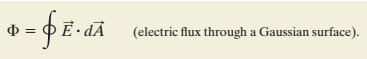 Φ = ∮ E⃗ · dA⃗ (electric flux through a Gaussian surface).